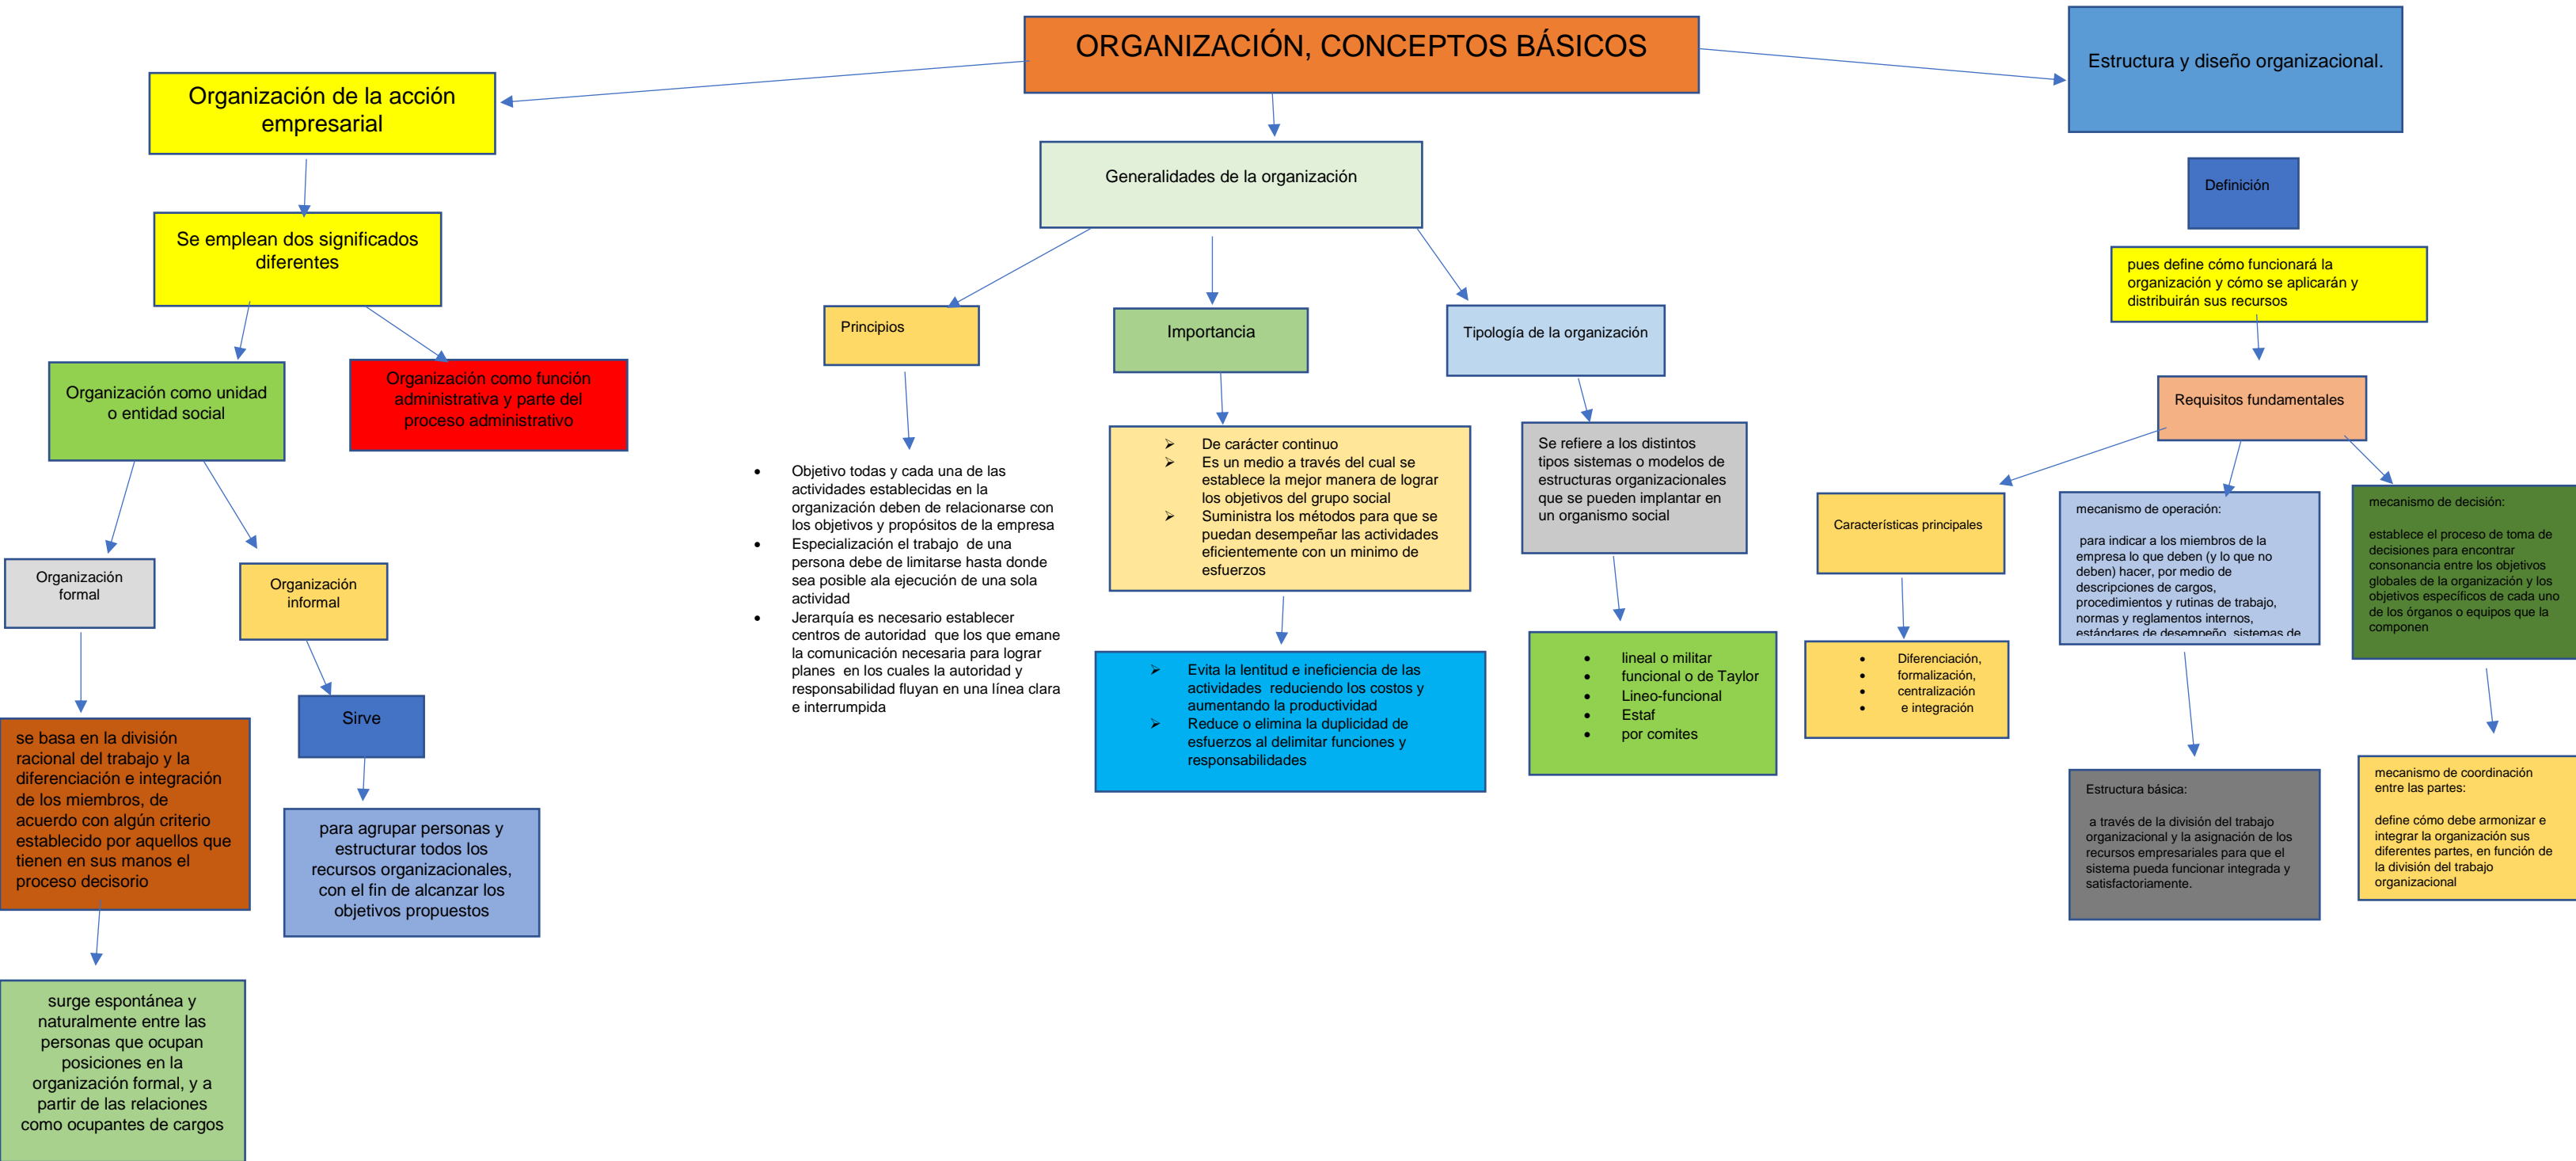 ORGANIZACIÓN, CONCEPTOS BÁSICOS
Organización de la acción
empresarial
Se emplean dos significados
diferentes
Organización como unidad
o entidad social
Organización como función
administrativa y parte del
proceso administrativo
Organización
formal
Organización
informal
se basa en la división
racional del trabajo y la
diferenciación e integración
de los miembros, de
acuerdo con algún criterio
establecido por aquellos que
tienen en sus manos el
proceso decisorio
Sirve
para agrupar personas y
estructurar todos los
recursos organizacionales,
con el fin de alcanzar los
objetivos propuestos
surge espontánea y
naturalmente entre las
personas que ocupan
posiciones en la
organización formal, y a
partir de las relaciones
como ocupantes de cargos
Generalidades de la organización
Principios
• Objetivo todas y cada una de las
actividades establecidas en la
organización deben de relacionarse con
los objetivos y propósitos de la empresa
• Especialización el trabajo  de una
persona debe de limitarse hasta donde
sea posible ala ejecución de una sola
actividad
• Jerarquía es necesario establecer
centros de autoridad  que los que emane
la comunicación necesaria para lograr
planes  en los cuales la autoridad y
responsabilidad fluyan en una línea clara
e interrumpida
Importancia
➢ De carácter continuo
➢ Es un medio a través del cual se
establece la mejor manera de lograr
los objetivos del grupo social
➢ Suministra los métodos para que se
puedan desempeñar las actividades
eficientemente con un minimo de
esfuerzos
➢ Evita la lentitud e ineficiencia de las
actividades  reduciendo los costos y
aumentando la productividad
➢ Reduce o elimina la duplicidad de
esfuerzos al delimitar funciones y
responsabilidades
Tipología de la organización
Se refiere a los distintos
tipos sistemas o modelos de
estructuras organizacionales
que se pueden implantar en
un organismo social
• lineal o militar
• funcional o de Taylor
• Lineo-funcional
• Estaf
• por comites
Estructura y diseño organizacional.
Definición
pues define cómo funcionará la
organización y cómo se aplicarán y
distribuirán sus recursos
Requisitos fundamentales
Características principales
• Diferenciación,
• formalización,
• centralización
• e integración
mecanismo de operación:
para indicar a los miembros de la
empresa lo que deben (y lo que no
deben) hacer, por medio de
descripciones de cargos,
procedimientos y rutinas de trabajo,
normas y reglamentos internos,
estándares de desempeño, sistemas de
Estructura básica:
a través de la división del trabajo
organizacional y la asignación de los
recursos empresariales para que el
sistema pueda funcionar integrada y
satisfactoriamente.
mecanismo de decisión:
establece el proceso de toma de
decisiones para encontrar
consonancia entre los objetivos
globales de la organización y los
objetivos específicos de cada uno
de los órganos o equipos que la
componen
mecanismo de coordinación
entre las partes:
define cómo debe armonizar e
integrar la organización sus
diferentes partes, en función de
la división del trabajo
organizacional